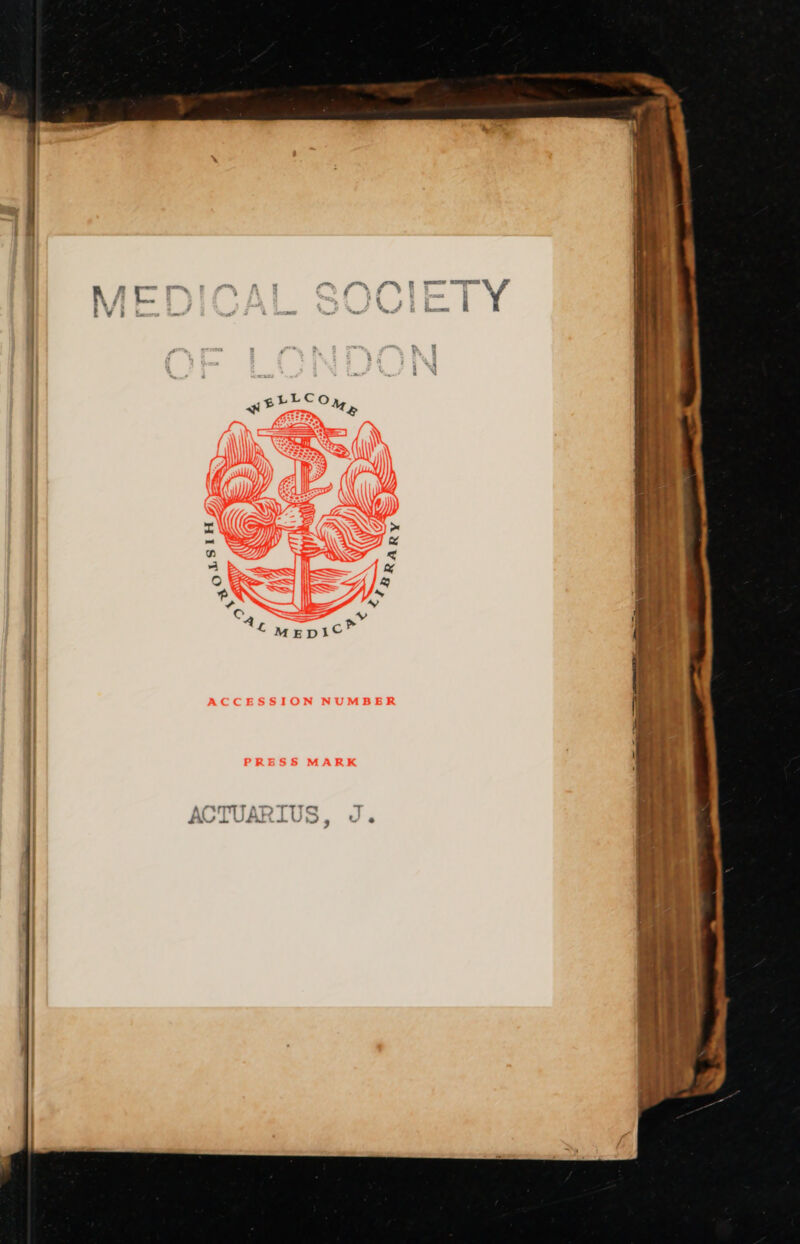 MEDICAL SOCIETY
OF LONDON
WELLCOME
HISTORICAL MEDICAL LIBRARY
ACCESSION NUMBER
PRESS MARK
ACTUARIUS, J.